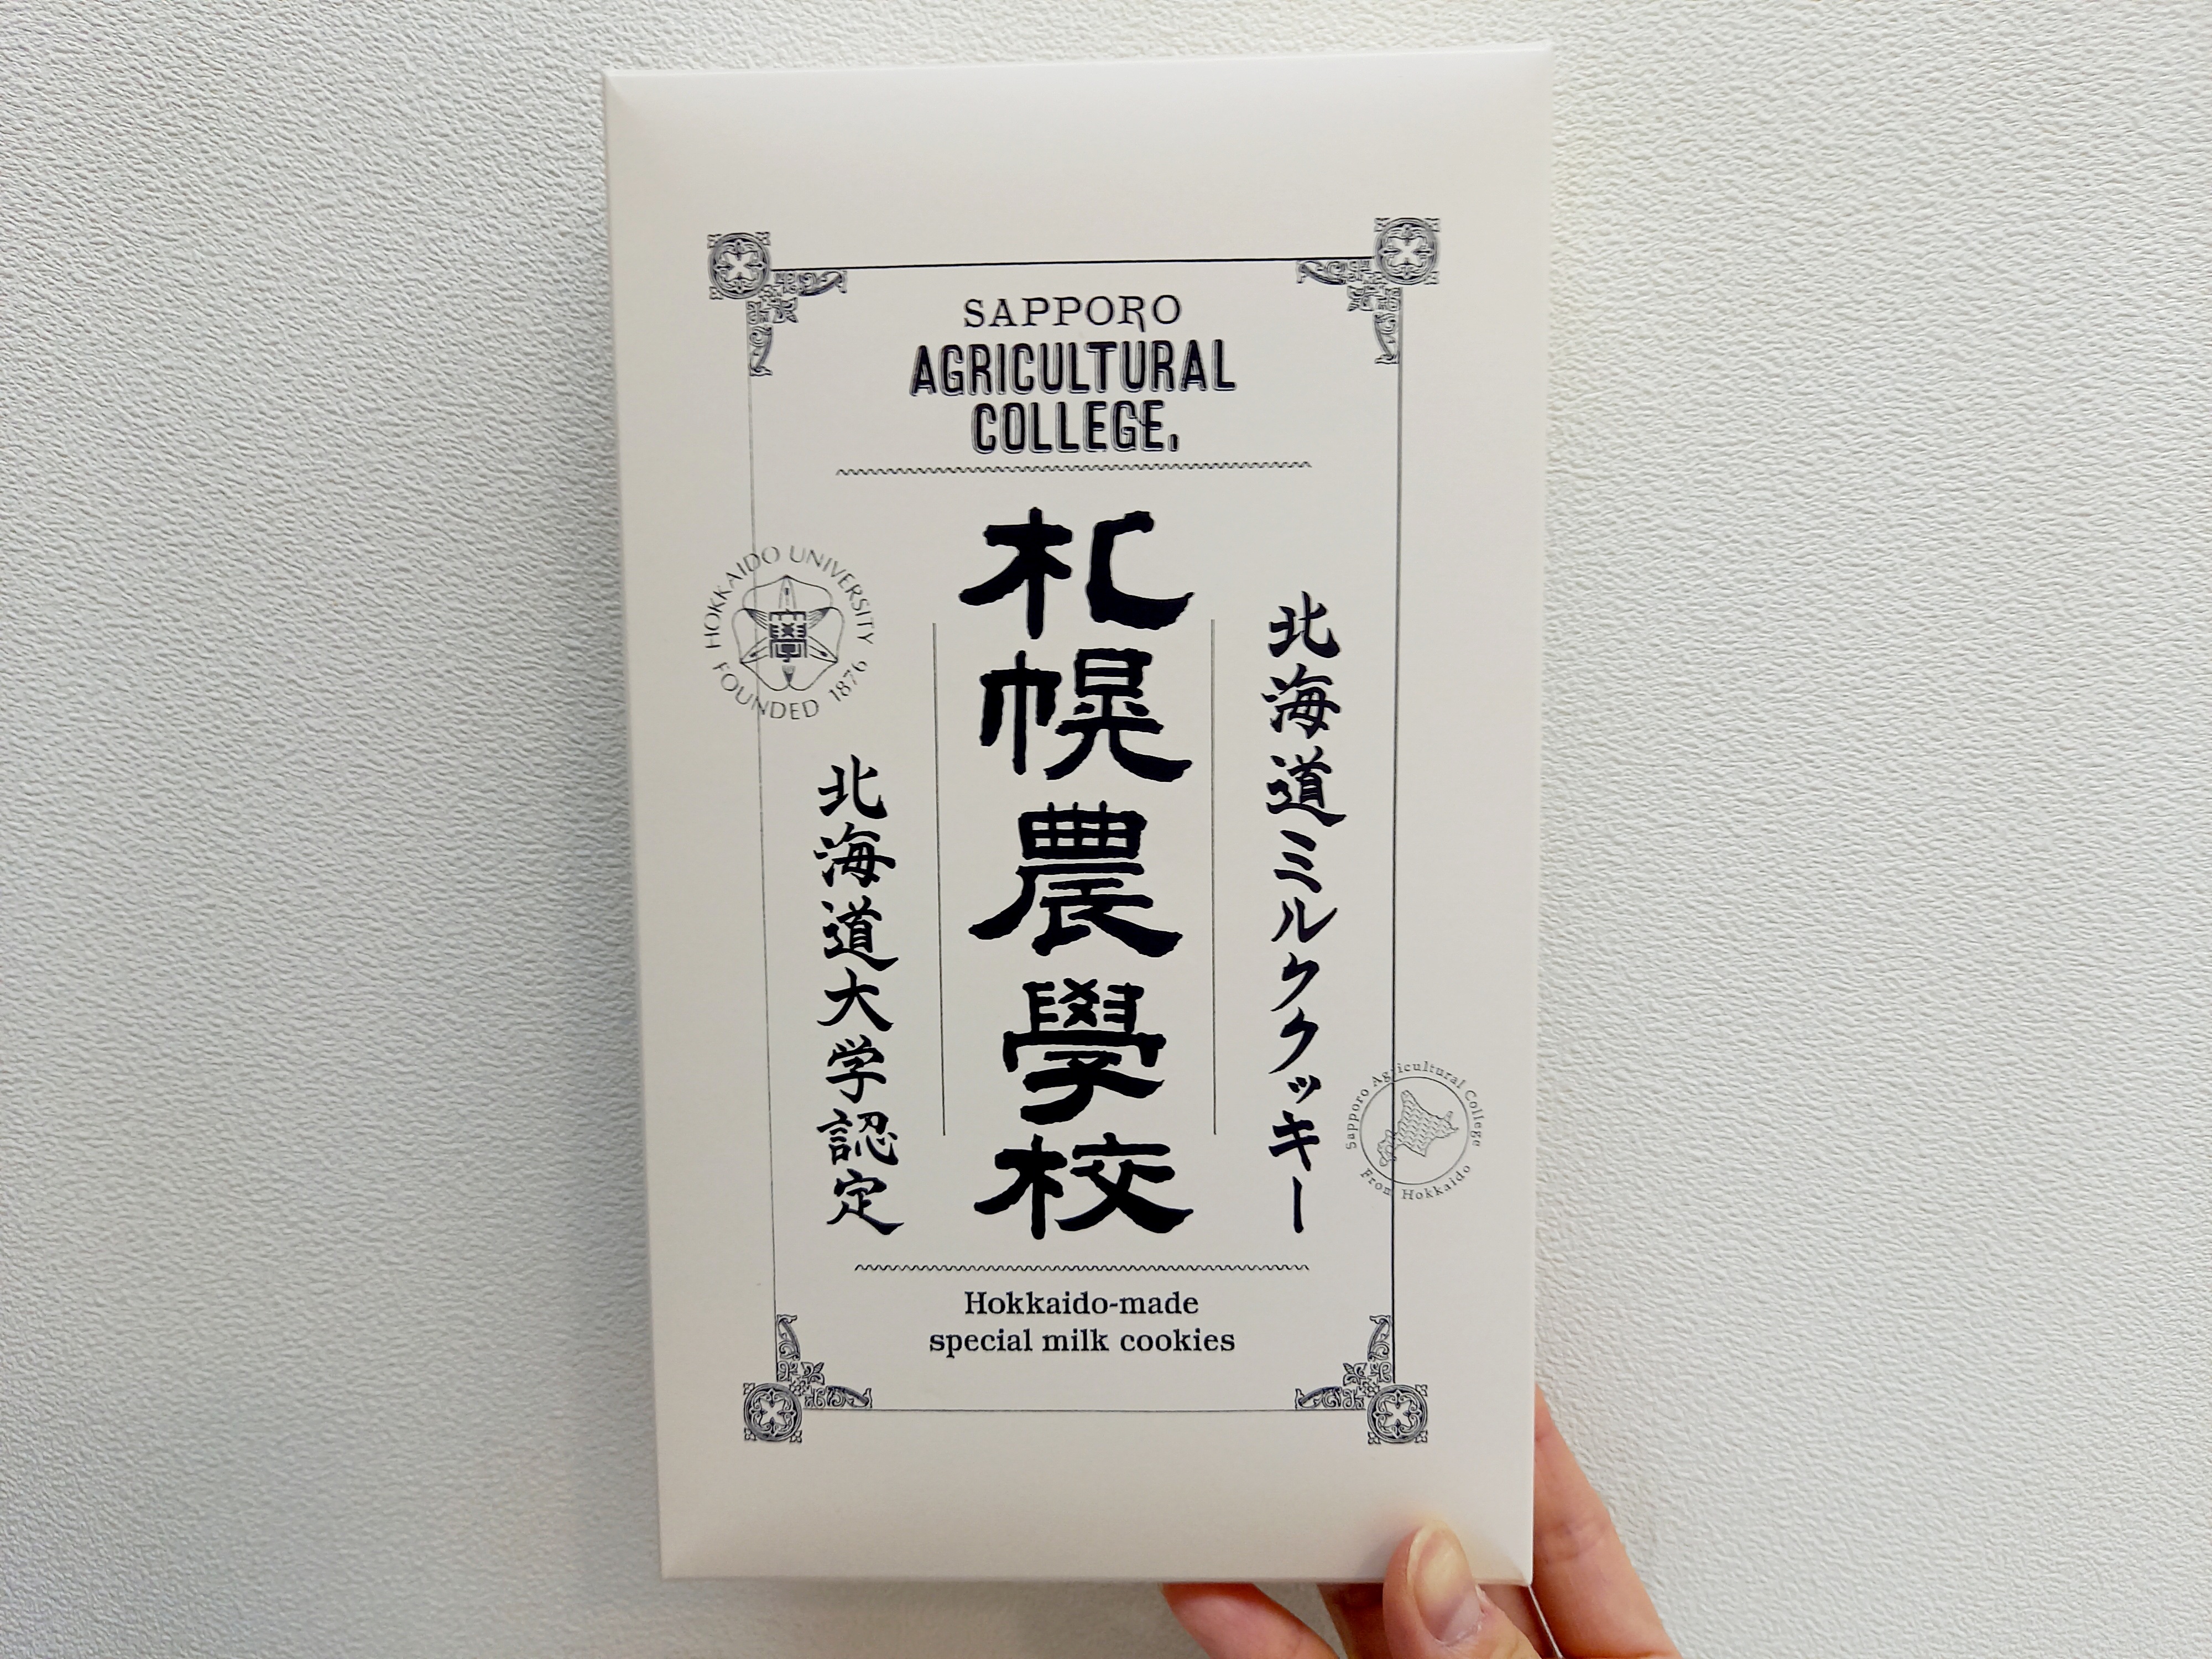 SAPPORO
AGRICULTURAL
COLLEGE.
北海道ミルククッキー
札幌農學校
北海道大学認定
HOKKAIDO UNIVERSITY
FOUNDED 1876
學
Sapporo Agricultural College
From Hokkaido
Hokkaido-made
special milk cookies